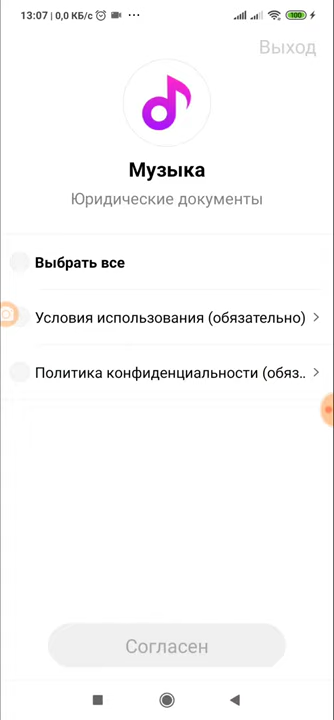 13:07 | 0,0 КБ/с ...
100
Выход
Музыка
Юридические документы
Выбрать все
Условия использования (обязательно)
Политика конфиденциальности (обяз..
Согласен